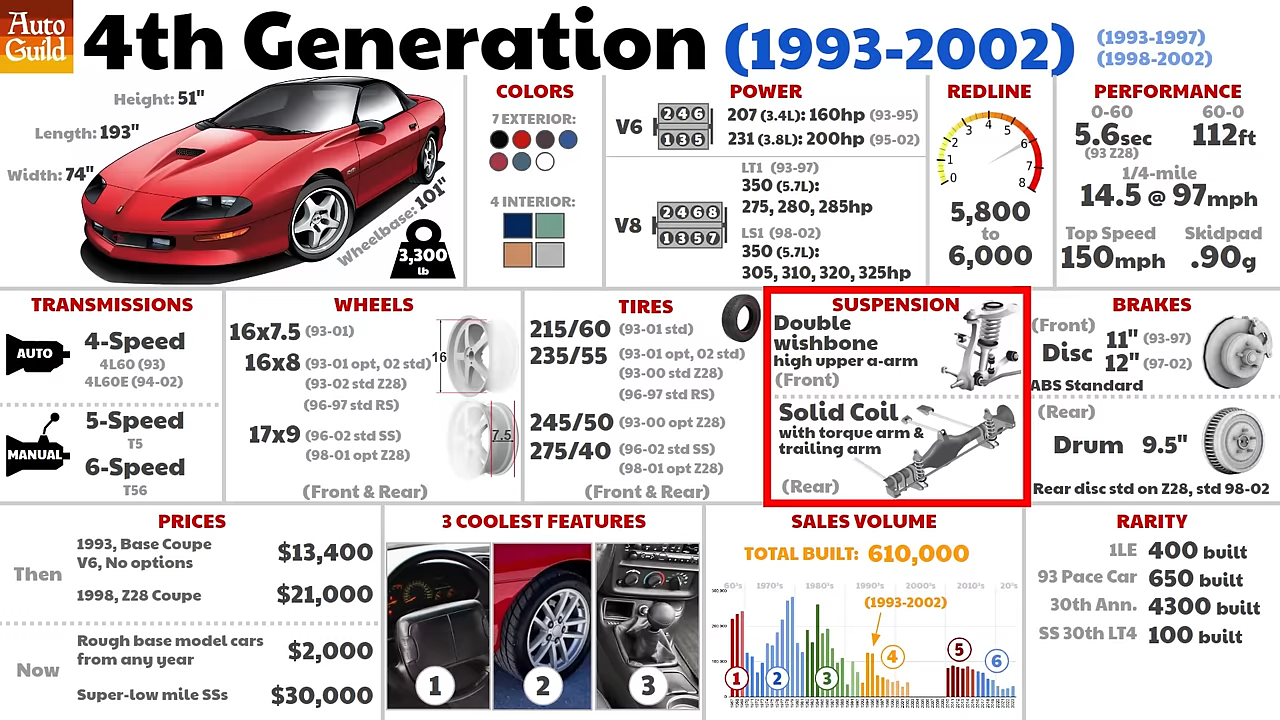 Auto
Guild
4th Generation (1993-2002)
(1993-1997)
(1998-2002)
Height: 51"
Length: 193"
Width: 74"
Wheelbase: 101"
3,300
lb
COLORS
7 EXTERIOR:
4 INTERIOR:
POWER
V6
2 4 6
1 3 5
207 (3.4L): 160hp (93-95)
231 (3.8L): 200hp (95-02)
V8
2 4 6 8
1 3 5 7
LT1 (93-97)
350 (5.7L):
275, 280, 285hp
LS1 (98-02)
350 (5.7L):
305, 310, 320, 325hp
REDLINE
0 1 2 3 4 5 6 7 8
5,800
to
6,000
PERFORMANCE
0-60
5.6sec
(93 Z28)
60-0
112ft
1/4-mile
14.5 @ 97mph
Top Speed
150mph
Skidpad
.90g
TRANSMISSIONS
AUTO
4-Speed
4L60 (93)
4L60E (94-02)
MANUAL
5-Speed
T5
6-Speed
T56
WHEELS
16x7.5 (93-01)
16x8 (93-01 opt, 02 std)
(93-02 std Z28)
(96-97 std RS)
17x9 (96-02 std SS)
(98-01 opt Z28)
(Front & Rear)
16
7.5
TIRES
215/60 (93-01 std)
235/55 (93-01 opt, 02 std)
(93-00 std Z28)
(96-97 std RS)
245/50 (93-00 opt Z28)
275/40 (96-02 std SS)
(98-01 opt Z28)
(Front & Rear)
SUSPENSION
Double
wishbone
high upper a-arm
(Front)
Solid Coil
with torque arm &
trailing arm
(Rear)
BRAKES
(Front)
Disc 11" (93-97)
12" (97-02)
ABS Standard
(Rear)
Drum 9.5"
Rear disc std on Z28, std 98-02
PRICES
Then
1993, Base Coupe
V6, No options
$13,400
1998, Z28 Coupe $21,000
Now
Rough base model cars
from any year
$2,000
Super-low mile SSs $30,000
3 COOLEST FEATURES
1 2 3
SALES VOLUME
TOTAL BUILT: 610,000
60's 1970's 1980's 1990's 2000's 2010's 20's
(1993-2002)
1 2 3 4 5 6
RARITY
1LE 400 built
93 Pace Car 650 built
30th Ann. 4300 built
SS 30th LT4 100 built